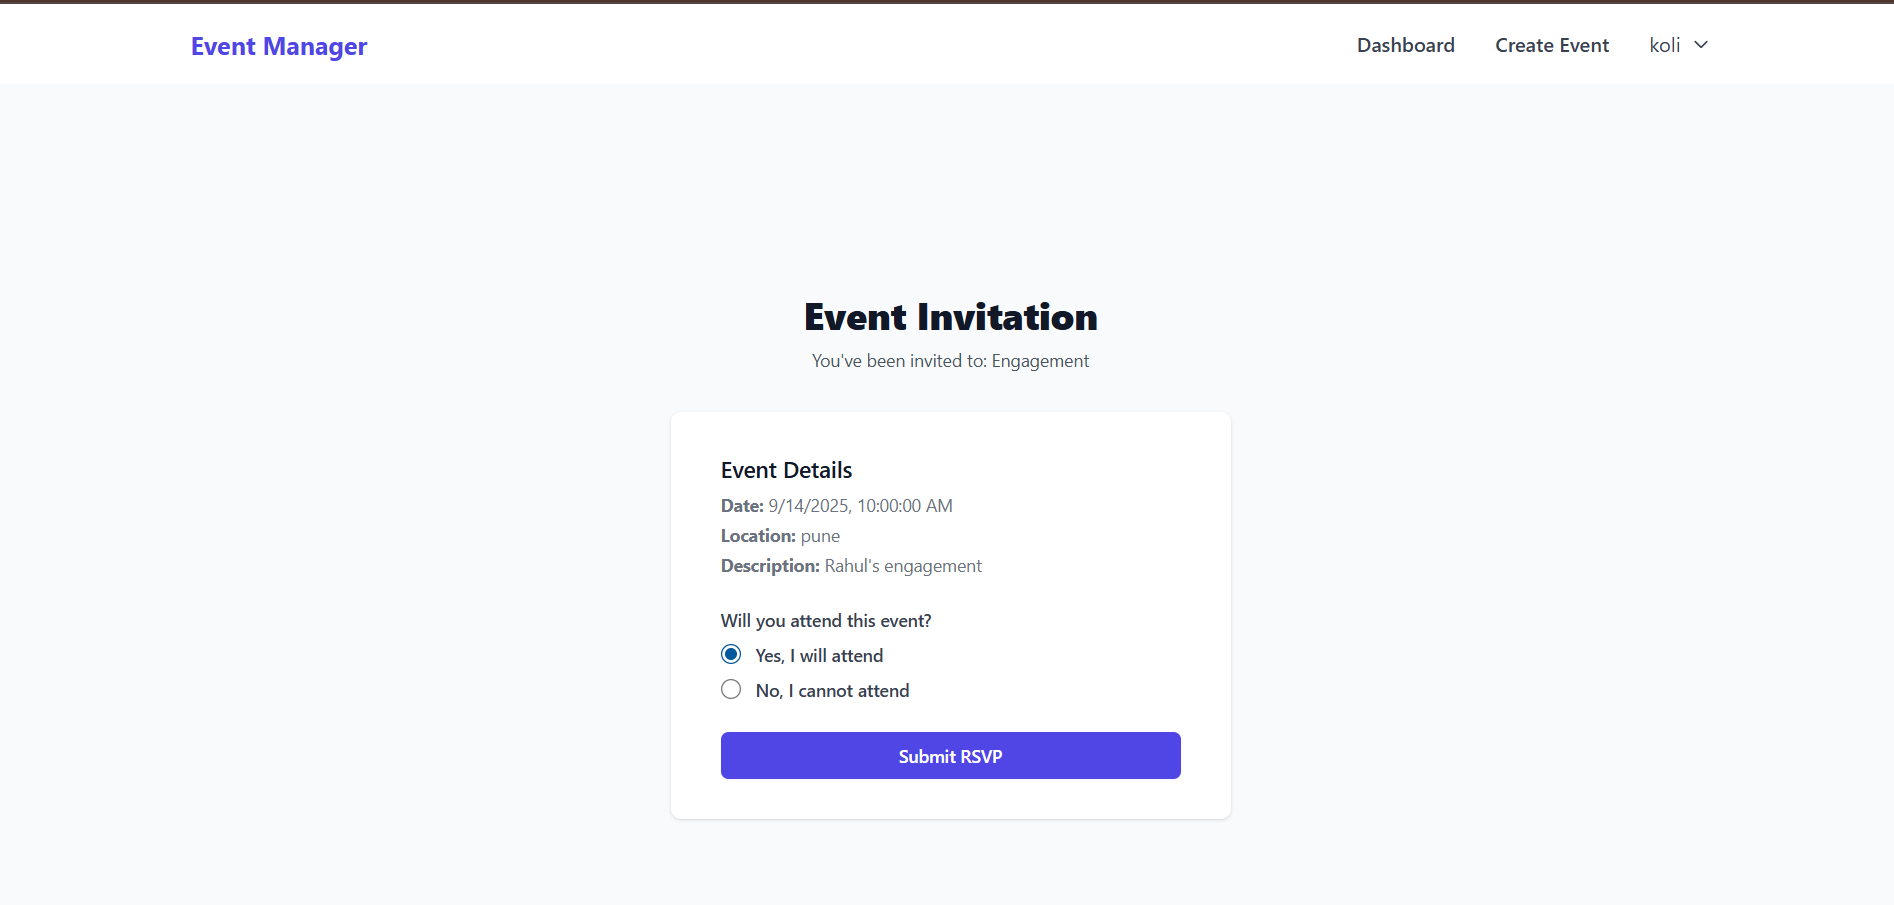 Event Manager
Dashboard
Create Event
koli
Event Invitation
You've been invited to: Engagement
Event Details
Date: 9/14/2025, 10:00:00 AM
Location: pune
Description: Rahul's engagement
Will you attend this event?
Yes, I will attend
No, I cannot attend
Submit RSVP